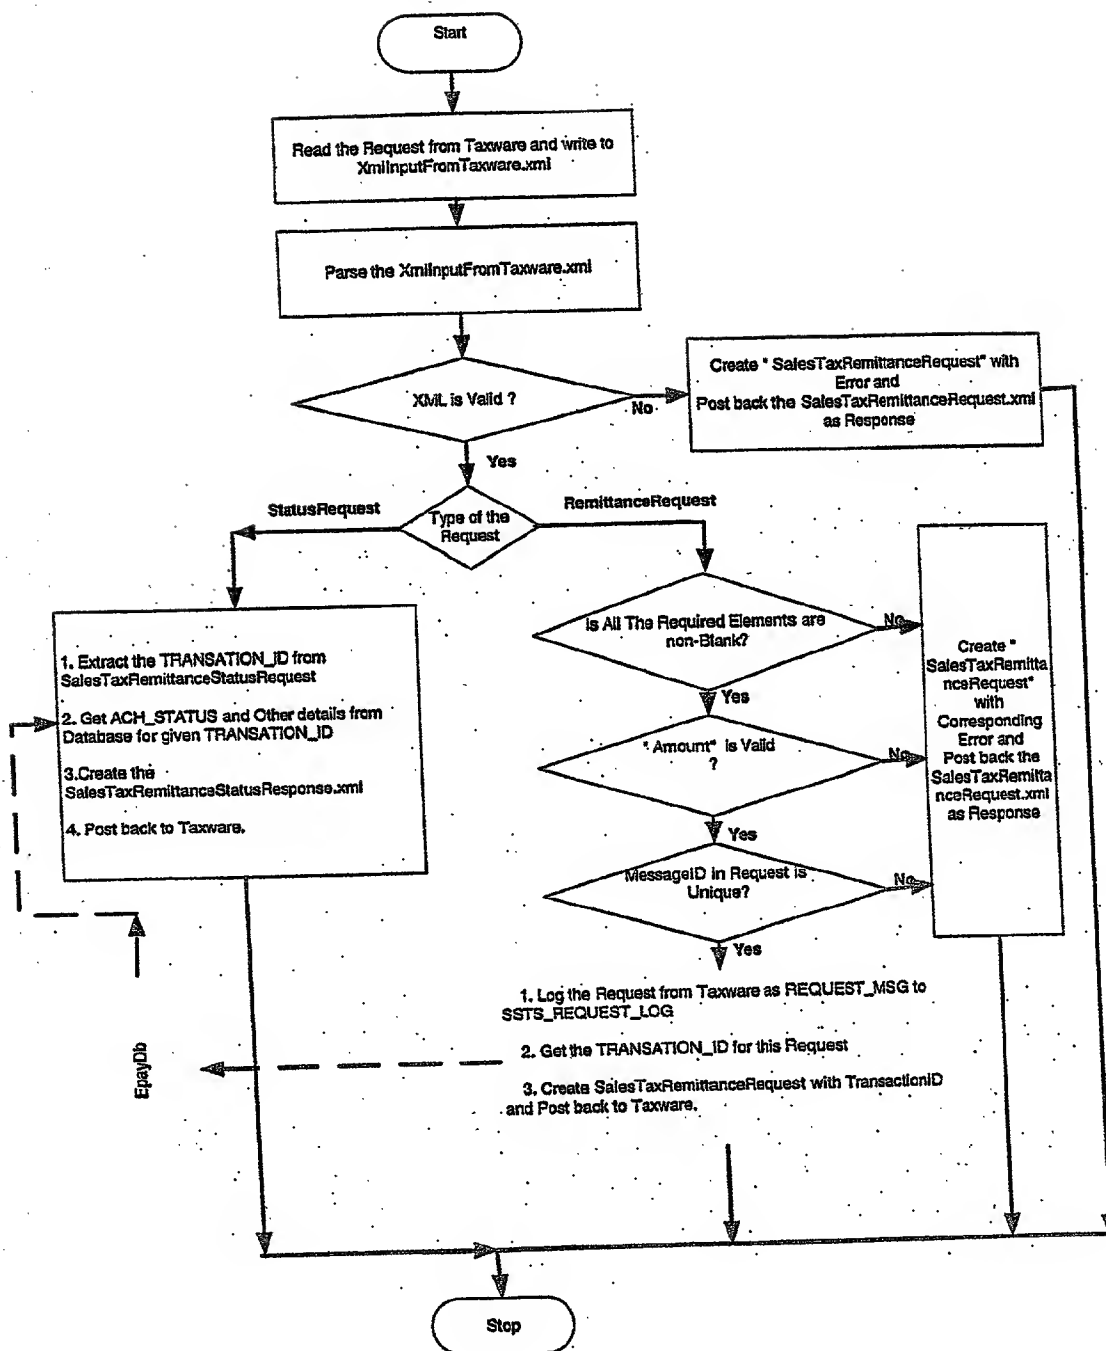 Start
Read the Request from Taxware and write to
XmlInputFromTaxware.xml
Parse the XmlInputFromTaxware.xml
XML is Valid ?
No
Create " SalesTaxRemittanceRequest" with
Error and
Post back the SalesTaxRemittanceRequest.xml
as Response
Yes
StatusRequest
Type of the
Request
RemittanceRequest
1. Extract the TRANSATION_ID from
SalesTaxRemittanceStatusRequest
2. Get ACH_STATUS and Other details from
Database for given TRANSATION_ID
3.Create the
SalesTaxRemittanceStatusResponse.xml
4. Post back to Taxware.
Is All The Required Elements are
non-Blank?
No
Yes
" Amount" is Valid
?
No
Yes
MessageID in Request is
Unique?
No
Yes
Create "
SalesTaxRemitta
nceRequest"
with
Corresponding
Error and
Post back the
SalesTaxRemitta
nceRequest.xml
as Response
1. Log the Request from Taxware as REQUEST_MSG to
SSTS_REQUEST_LOG
2. Get the TRANSATION_ID for this Request
3. Create SalesTaxRemittanceRequest with TransactionID
and Post back to Taxware.
EpayDb
Stop